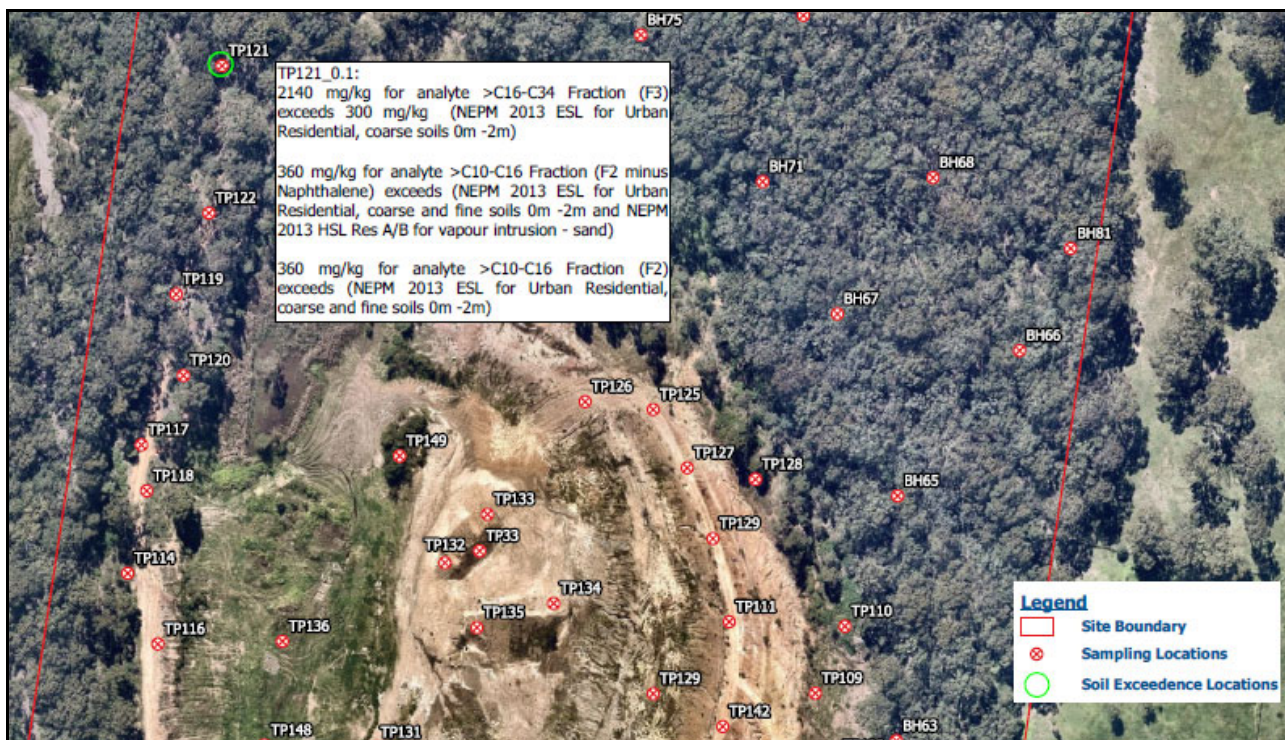 BH75
TP121
TP121_0.1:
2140 mg/kg for analyte >C16-C34 Fraction (F3)
exceeds 300 mg/kg (NEPM 2013 ESL for Urban
Residential, coarse soils 0m -2m)
360 mg/kg for analyte >C10-C16 Fraction (F2 minus
Naphthalene) exceeds (NEPM 2013 ESL for Urban
Residential, coarse and fine soils 0m -2m and NEPM
2013 HSL Res A/B for vapour intrusion - sand)
360 mg/kg for analyte >C10-C16 Fraction (F2)
exceeds (NEPM 2013 ESL for Urban Residential,
coarse and fine soils 0m -2m)
BH71
BH68
TP122
BH81
TP119
BH67
BH66
TP120
TP126
TP125
TP117
TP149
TP127
TP128
TP118
BH65
TP133
TP129
TP33
TP132
TP114
TP134
TP111
TP110
TP135
TP136
TP116
TP129
TP109
TP142
BH63
TP148
TP131
Legend
Site Boundary
Sampling Locations
Soil Exceedence Locations